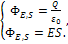 Φ_{E,S} = q/ε₀,
Φ_{E,S} = ES.